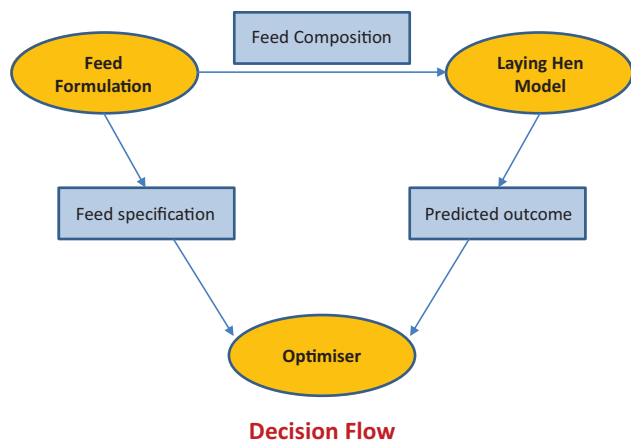 Feed Composition
Feed
Formulation
Laying Hen
Model
Feed specification
Predicted outcome
Optimiser
Decision Flow